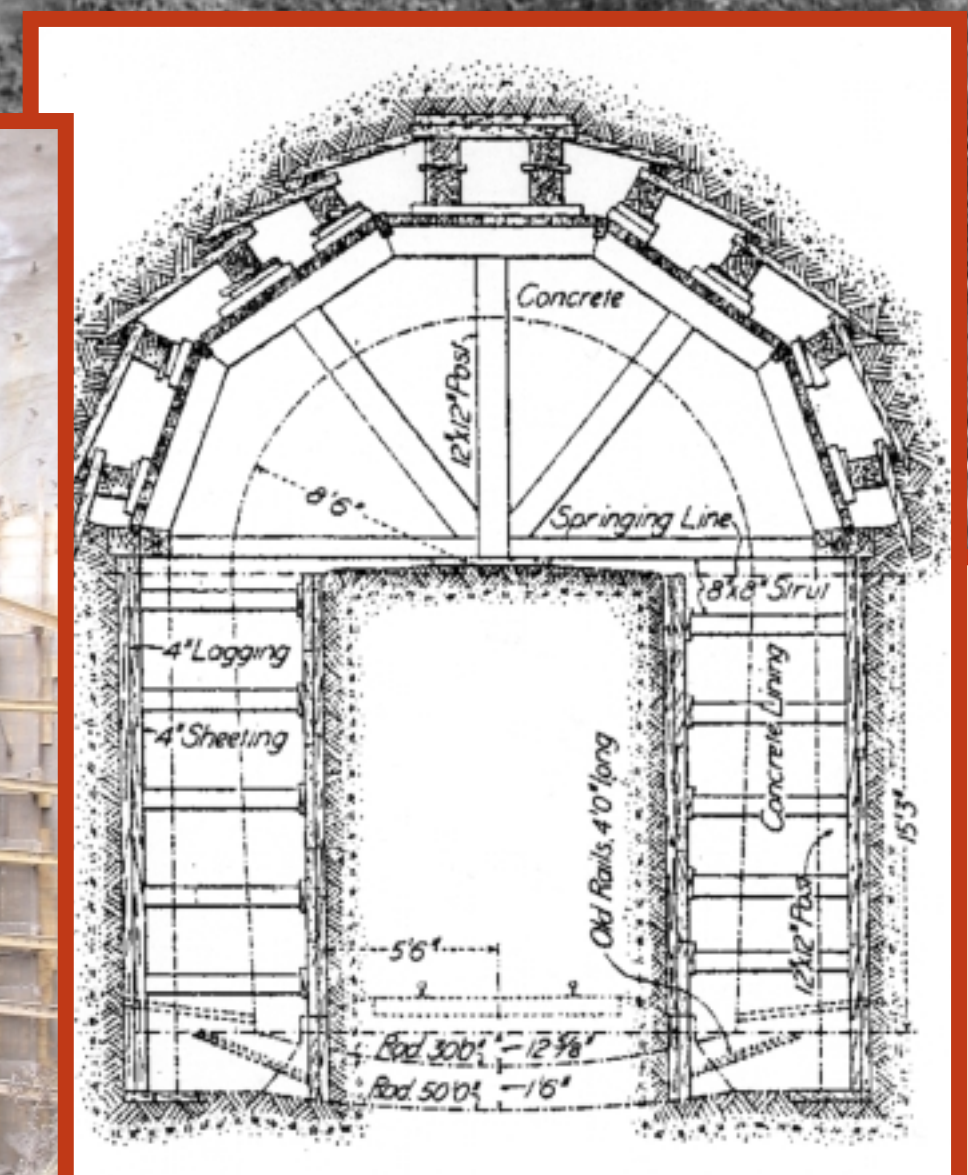 Concrete
12"x12" Post
8'6"
Springing Line
8"x8" Strut
4" Lagging
4" Sheeting
Concrete Lining
Old Rails, 4'0" long
15'3"
12"x12" Post
5'6"
Rad. 30'0" - 12 5/8"
Rad. 50'0" - 1'6"